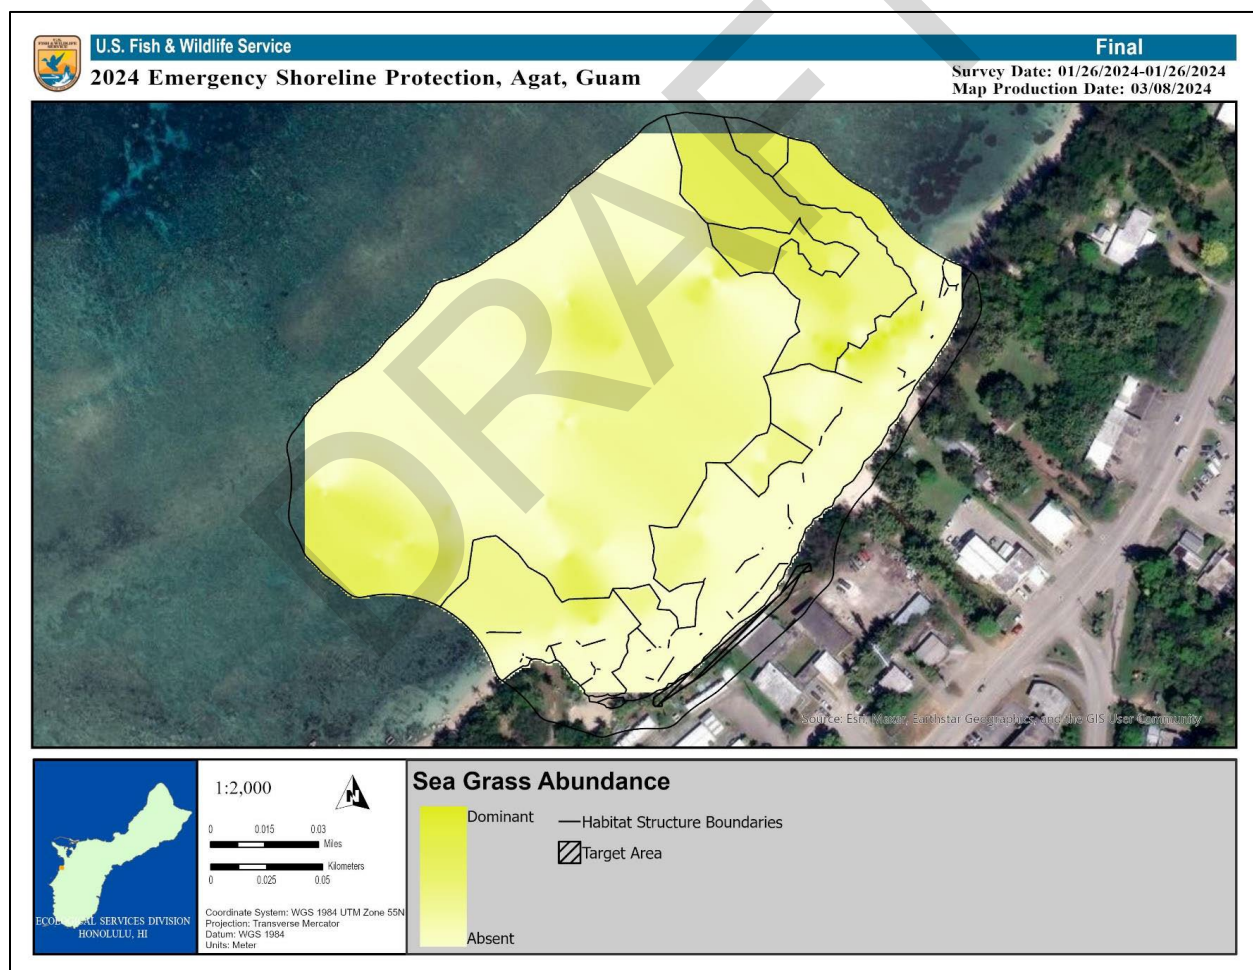 U.S. Fish & Wildlife Service
Final
2024 Emergency Shoreline Protection, Agat, Guam
Survey Date: 01/26/2024-01/26/2024
Map Production Date: 03/08/2024
DRAFT
Source: Esri, Maxar, Earthstar Geographics, and the GIS User Community
ECOLOGICAL SERVICES DIVISION
HONOLULU, HI
1:2,000
N
0 0.015 0.03
Miles
Kilometers
0 0.025 0.05
Coordinate System: WGS 1984 UTM Zone 55N
Projection: Transverse Mercator
Datum: WGS 1984
Units: Meter
Sea Grass Abundance
Dominant
Absent
Habitat Structure Boundaries
Target Area